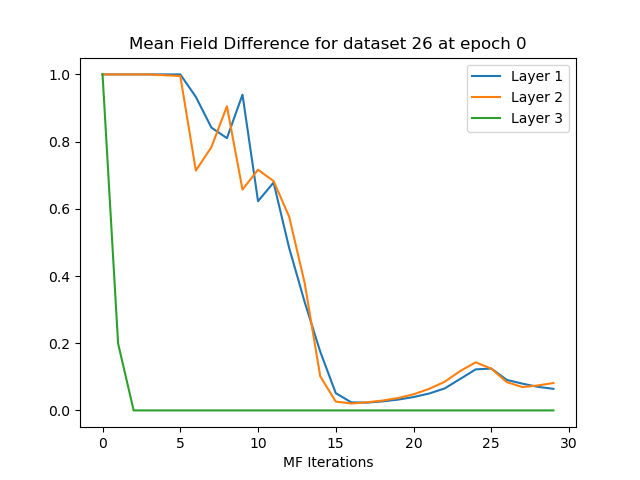 Mean Field Difference for dataset 26 at epoch 0
Layer 1
Layer 2
Layer 3
1.0
0.8
0.6
0.4
0.2
0.0
0 5 10 15 20 25 30
MF Iterations